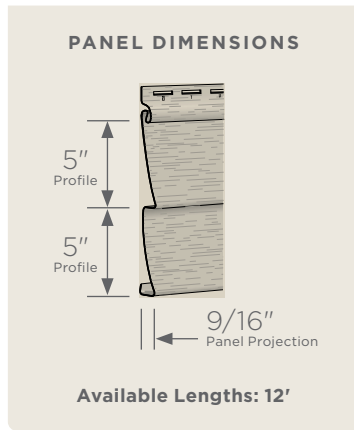 PANEL DIMENSIONS
5"
Profile
5"
Profile
9/16"
Panel Projection
Available Lengths: 12'